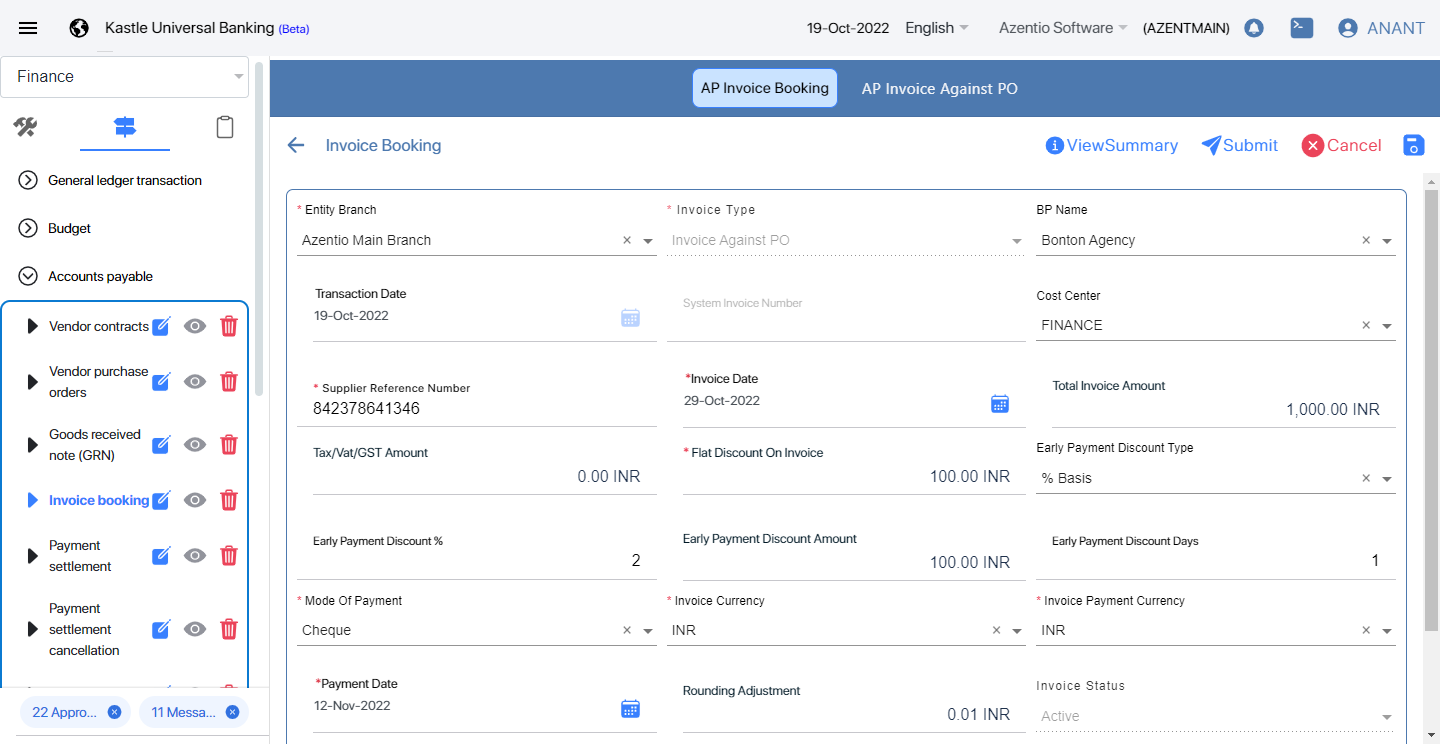 Kastle Universal Banking (Beta)
19-Oct-2022
English
Azentio Software
(AZENTMAIN)
ANANT
Finance
General ledger transaction
Budget
Accounts payable
Vendor contracts
Vendor purchase
orders
Goods received
note (GRN)
Invoice booking
Payment
settlement
Payment
settlement
cancellation
22 Appro...
11 Messa...
AP Invoice Booking
AP Invoice Against PO
Invoice Booking
ViewSummary
Submit
Cancel
* Entity Branch
Azentio Main Branch
* Invoice Type
Invoice Against PO
BP Name
Bonton Agency
Transaction Date
19-Oct-2022
System Invoice Number
Cost Center
FINANCE
* Supplier Reference Number
842378641346
*Invoice Date
29-Oct-2022
Total Invoice Amount
1,000.00 INR
Tax/Vat/GST Amount
0.00 INR
* Flat Discount On Invoice
100.00 INR
Early Payment Discount Type
% Basis
Early Payment Discount %
2
Early Payment Discount Amount
100.00 INR
Early Payment Discount Days
1
* Mode Of Payment
Cheque
* Invoice Currency
INR
* Invoice Payment Currency
INR
*Payment Date
12-Nov-2022
Rounding Adjustment
0.01 INR
Invoice Status
Active